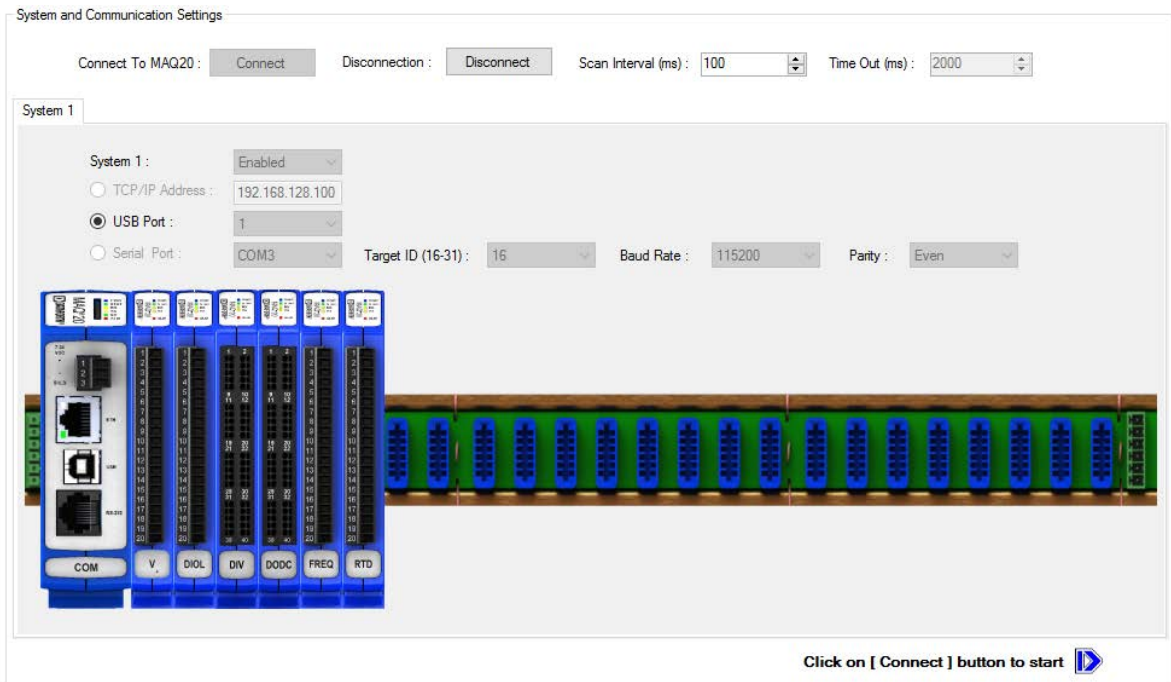 System and Communication Settings
Connect To MAQ20 : Connect Disconnection : Disconnect Scan Interval (ms) : 100 Time Out (ms) : 2000
System 1
System 1 : Enabled
TCP/IP Address : 192.168.128.100
USB Port : 1
Serial Port : COM3 Target ID (16-31) : 16 Baud Rate : 115200 Parity : Even
MAQ20
COM V DIOL DIV DODC FREQ RTD
Click on [ Connect ] button to start